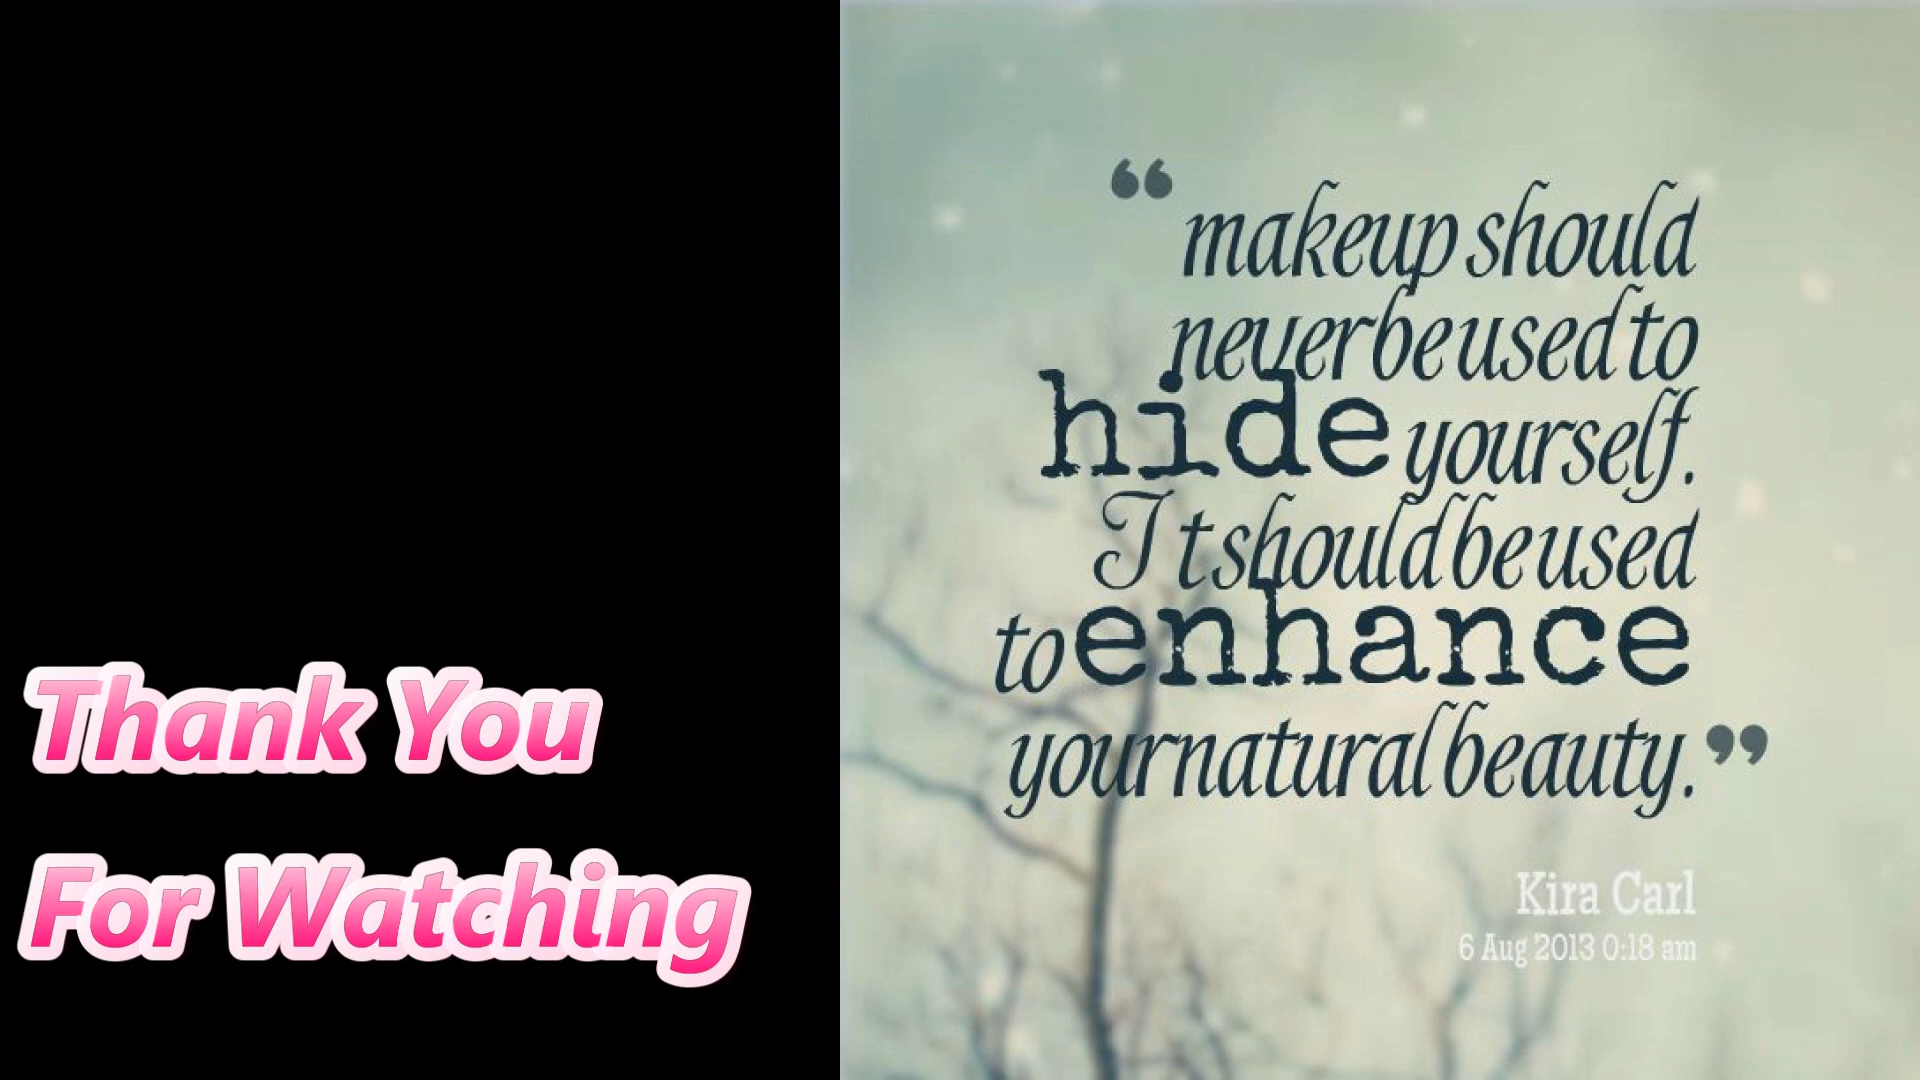 Thank You
For Watching
“makeup should
never be used to
hide yourself.
It should be used
to enhance
your natural beauty.”
Kira Carl
6 Aug 2013 0:18 am